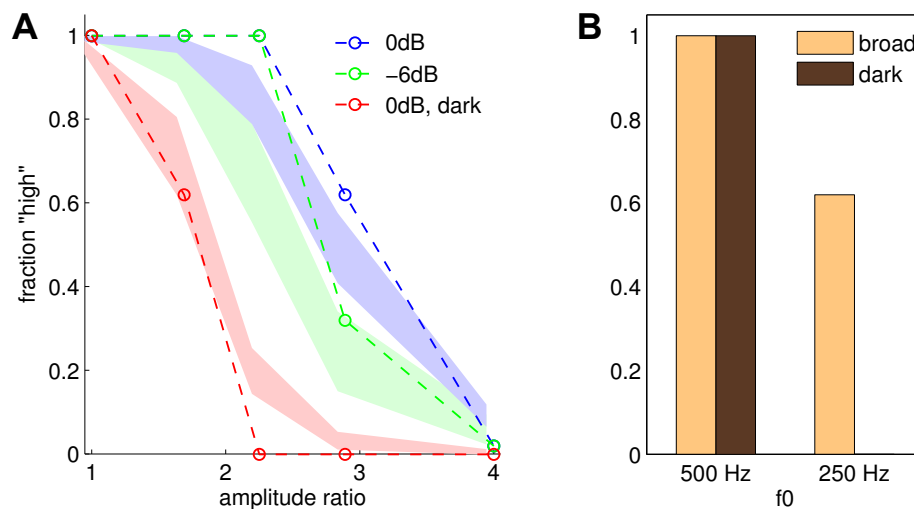 A
fraction "high"
1
0.8
0.6
0.4
0.2
0
0dB
−6dB
0dB, dark
1
2
3
4
amplitude ratio
B
1
0.8
0.6
0.4
0.2
0
broad
dark
500 Hz
250 Hz
f0